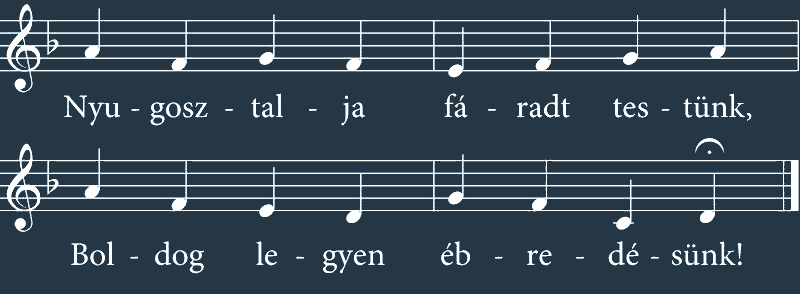 Nyu - gosz - tal - ja fá - radt tes - tünk,
Bol - dog le - gyen éb - re - dé - sünk!